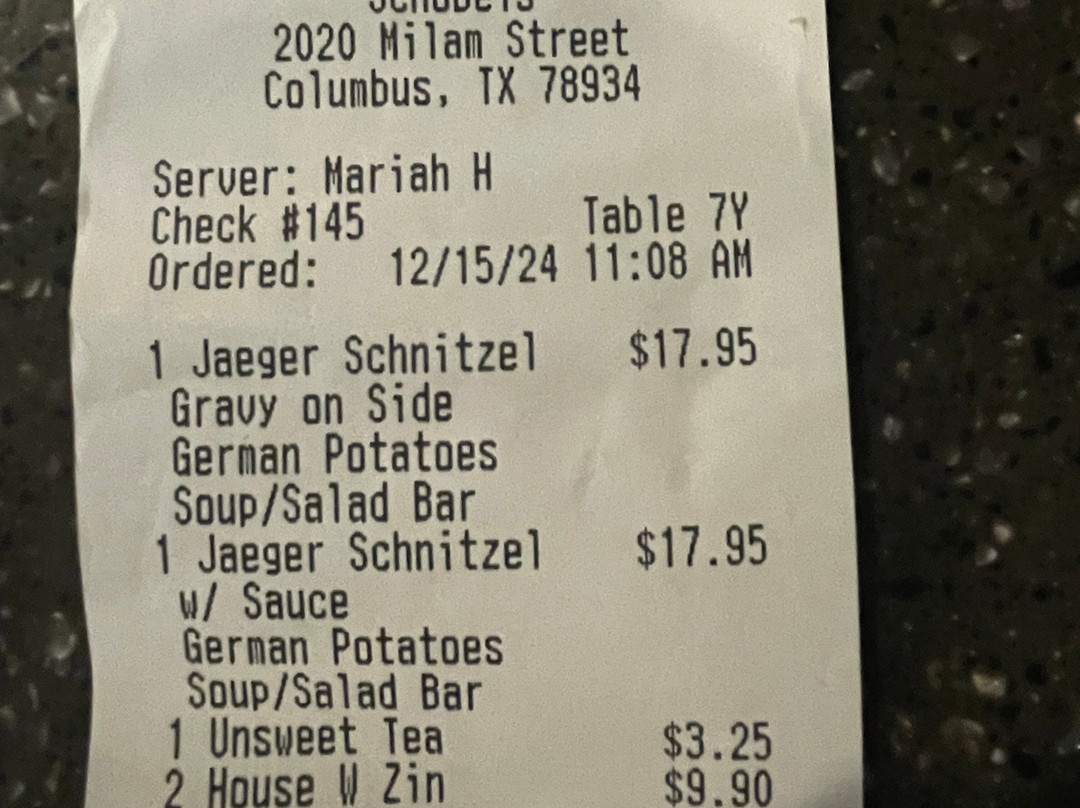 2020 Milam Street
Columbus, TX 78934
Server: Mariah H
Check #145 Table 7Y
Ordered: 12/15/24 11:08 AM
1 Jaeger Schnitzel $17.95
Gravy on Side
German Potatoes
Soup/Salad Bar
1 Jaeger Schnitzel $17.95
w/ Sauce
German Potatoes
Soup/Salad Bar
1 Unsweet Tea $3.25
2 House W Zin $9.90